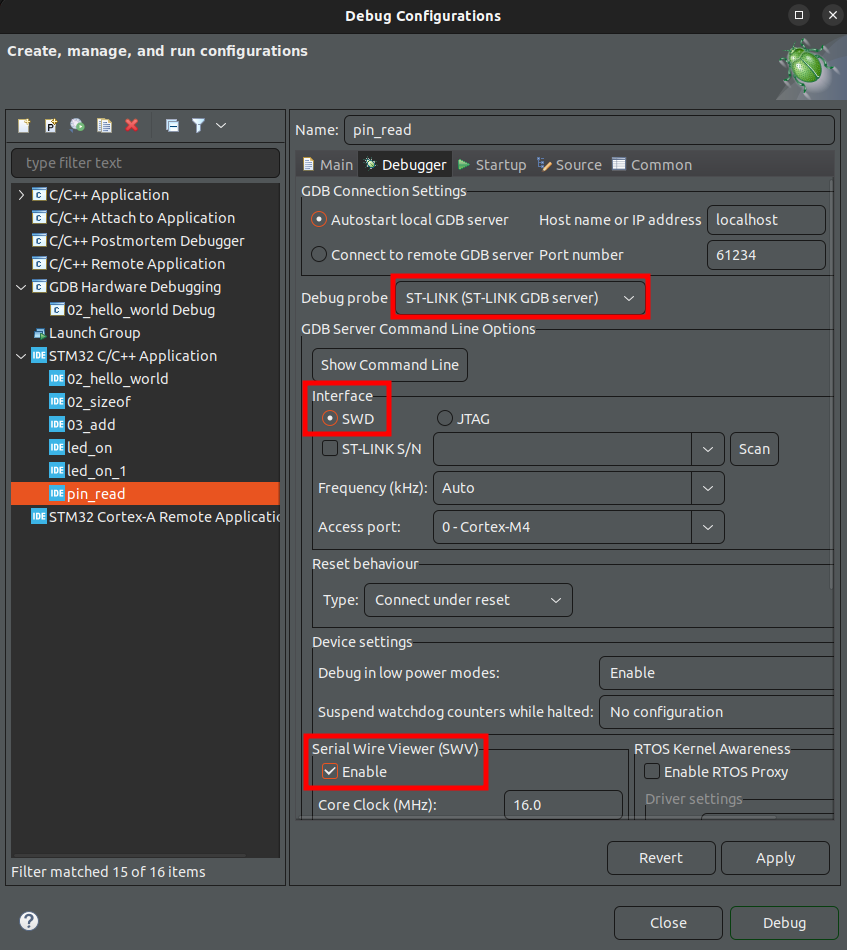 Debug Configurations
Create, manage, and run configurations
type filter text
C/C++ Application
C/C++ Attach to Application
C/C++ Postmortem Debugger
C/C++ Remote Application
GDB Hardware Debugging
02_hello_world Debug
Launch Group
STM32 C/C++ Application
IDE 02_hello_world
IDE 02_sizeof
IDE 03_add
IDE led_on
IDE led_on_1
IDE pin_read
IDE STM32 Cortex-A Remote Applicatio
Filter matched 15 of 16 items
Name: pin_read
Main Debugger Startup Source Common
GDB Connection Settings
Autostart local GDB server Host name or IP address localhost
Connect to remote GDB server Port number 61234
Debug probe ST-LINK (ST-LINK GDB server)
GDB Server Command Line Options
Show Command Line
Interface
SWD JTAG
ST-LINK S/N Scan
Frequency (kHz): Auto
Access port: 0 - Cortex-M4
Reset behaviour
Type: Connect under reset
Device settings
Debug in low power modes: Enable
Suspend watchdog counters while halted: No configuration
Serial Wire Viewer (SWV) RTOS Kernel Awareness
Enable Enable RTOS Proxy
Core Clock (MHz): 16.0 Driver settings
Revert Apply
? Close Debug